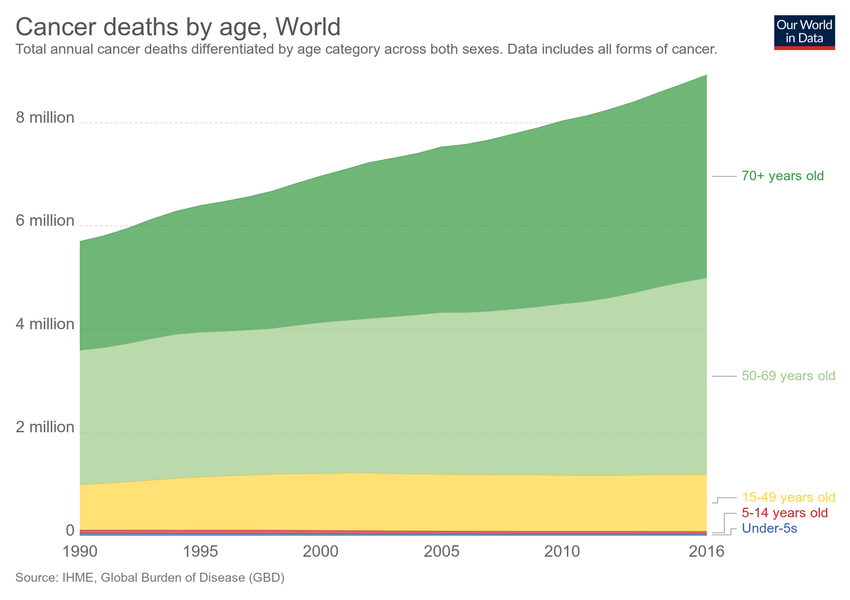 Cancer deaths by age, World
Total annual cancer deaths differentiated by age category across both sexes. Data includes all forms of cancer.
Our World
in Data
8 million
6 million
4 million
2 million
0
70+ years old
50-69 years old
15-49 years old
5-14 years old
Under-5s
1990 1995 2000 2005 2010 2016
Source: IHME, Global Burden of Disease (GBD)